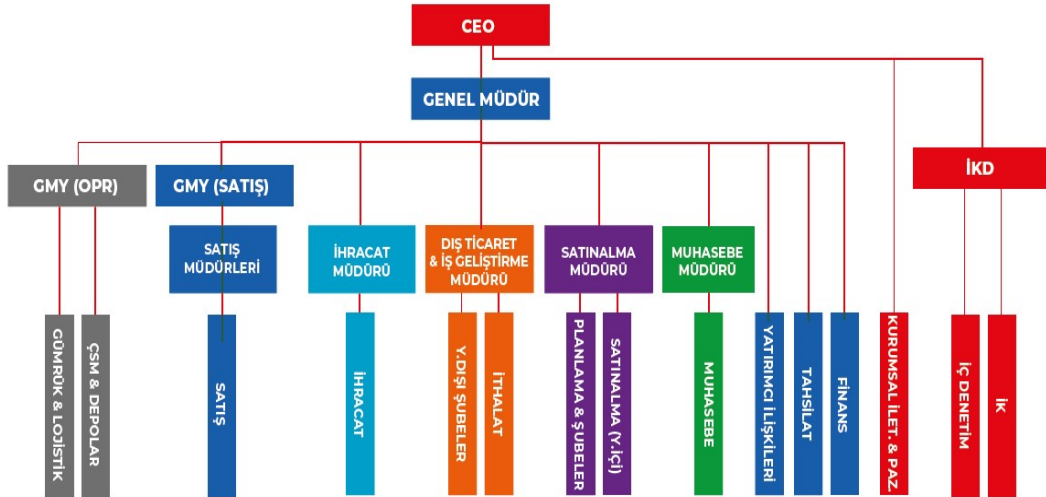 CEO
GENEL MÜDÜR
GMY (OPR)
GMY (SATIŞ)
İKD
SATIŞ
MÜDÜRLERİ
İHRACAT
MÜDÜRÜ
DIŞ TİCARET
& İŞ GELİŞTİRME
MÜDÜRÜ
SATINALMA
MÜDÜRÜ
MUHASEBE
MÜDÜRÜ
GÜMRÜK & LOJİSTİK
ÇSM & DEPOLAR
SATIŞ
İHRACAT
Y.DIŞI ŞUBELER
İTHALAT
PLANLAMA & ŞUBELER
SATINALMA (Y.İÇİ)
MUHASEBE
YATIRIMCI İLİŞKİLERİ
TAHSİLAT
FİNANS
KURUMSAL İLET. & PAZ.
İÇ DENETİM
İK